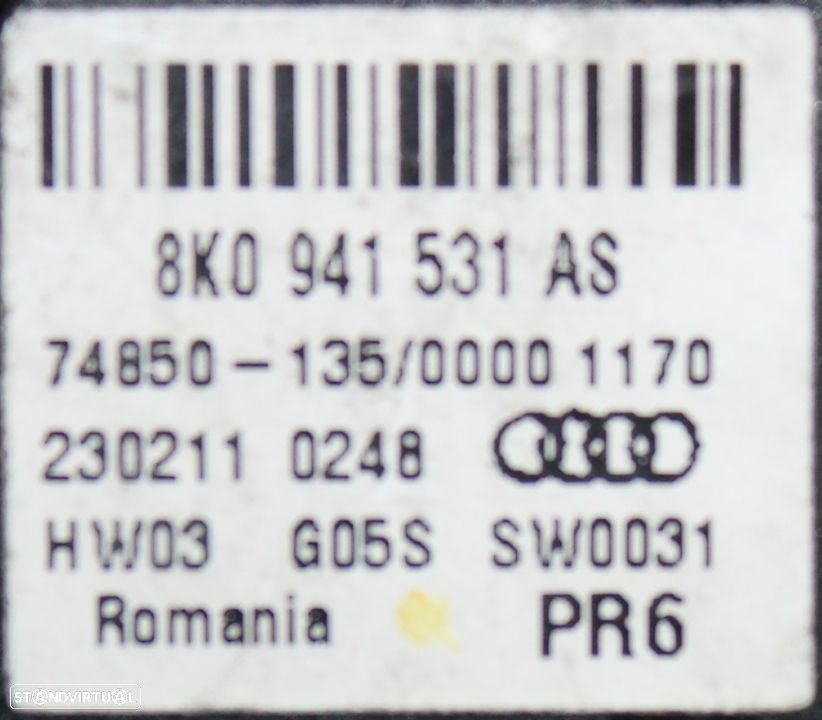 8K0 941 531 AS
74850-135/0000 1170
230211 0248
HW03 G05S SW0031
Romania PR6
STANDVIRTUAL